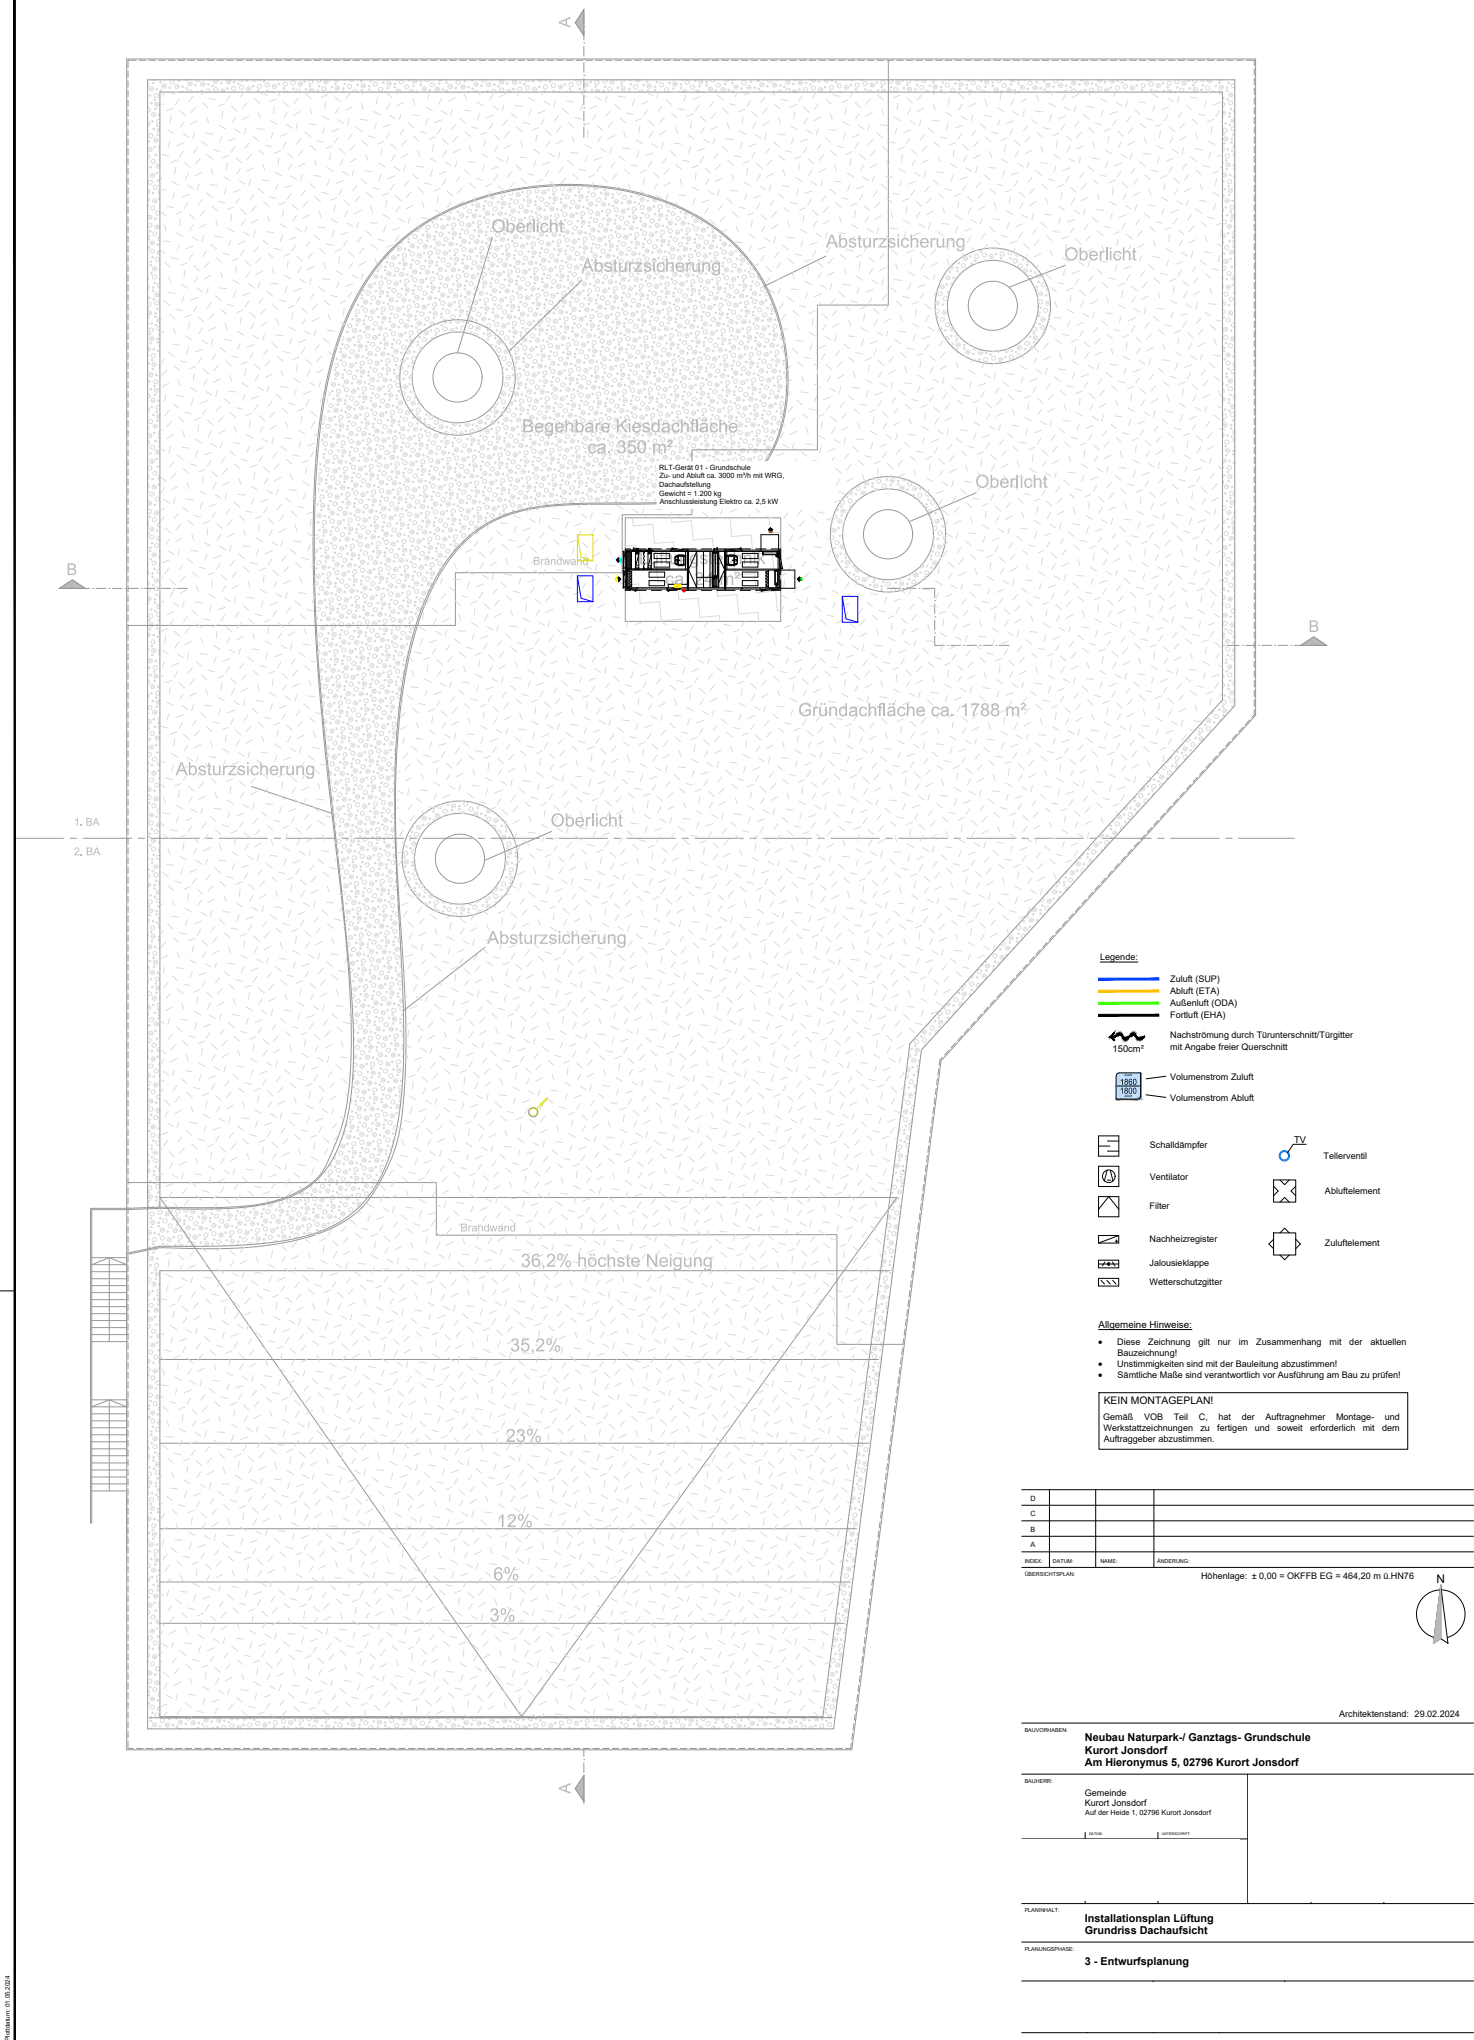 A
Oberlicht
Absturzsicherung
Absturzsicherung
Oberlicht
Begehbare Kiesdachfläche
ca. 350 m²
RLT-Gerät 01 - Grundschule
Zu- und Abluft ca. 3000 m³/h mit WRG,
Dachaufstellung
Gewicht = 1.200 kg
Anschlussleistung Elektro ca. 2,5 kW
Oberlicht
Brandwand
B
B
Gründachfläche ca. 1788 m²
Absturzsicherung
1. BA
2. BA
Oberlicht
Absturzsicherung
Brandwand
36,2% höchste Neigung
35,2%
23%
12%
6%
3%
A
Legende:
Zuluft (SUP)
Abluft (ETA)
Außenluft (ODA)
Fortluft (EHA)
150cm²
Nachströmung durch Türunterschnitt/Türgitter
mit Angabe freier Querschnitt
1860
1800
Volumenstrom Zuluft
Volumenstrom Abluft
Schalldämpfer
Ventilator
Filter
Nachheizregister
Jalousieklappe
Wetterschutzgitter
TV
Tellerventil
Abluftelement
Zuluftelement
Allgemeine Hinweise:
• Diese Zeichnung gilt nur im Zusammenhang mit der aktuellen
Bauzeichnung!
• Unstimmigkeiten sind mit der Bauleitung abzustimmen!
• Sämtliche Maße sind verantwortlich vor Ausführung am Bau zu prüfen!
KEIN MONTAGEPLAN!
Gemäß VOB Teil C, hat der Auftragnehmer Montage- und
Werkstattzeichnungen zu fertigen und soweit erforderlich mit dem
Auftraggeber abzustimmen.
D
C
B
A
INDEX: DATUM: NAME: ÄNDERUNG:
ÜBERSICHTSPLAN:
Höhenlage: ± 0,00 = OKFFB EG = 464,20 m ü.HN76
N
Architektenstand: 29.02.2024
BAUVORHABEN:
Neubau Naturpark-/ Ganztags- Grundschule
Kurort Jonsdorf
Am Hieronymus 5, 02796 Kurort Jonsdorf
BAUHERR:
Gemeinde
Kurort Jonsdorf
Auf der Heide 1, 02796 Kurort Jonsdorf
DATUM: UNTERSCHRIFT:
PLANINHALT:
Installationsplan Lüftung
Grundriss Dachaufsicht
PLANUNGSPHASE:
3 - Entwurfsplanung
Plottdatum: 01.05.2024